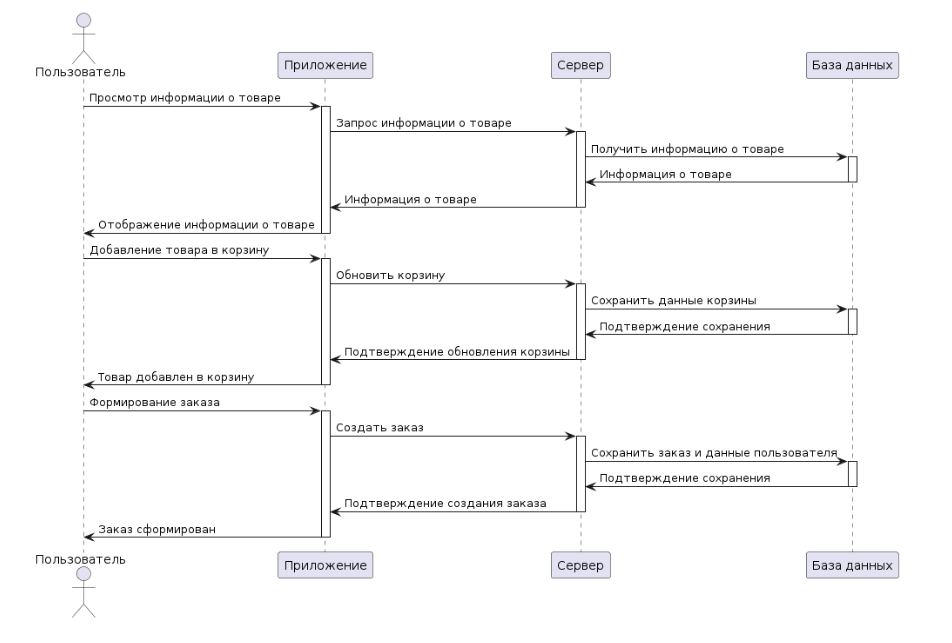 Пользователь
Приложение
Сервер
База данных
Просмотр информации о товаре
Запрос информации о товаре
Получить информацию о товаре
Информация о товаре
Информация о товаре
Отображение информации о товаре
Добавление товара в корзину
Обновить корзину
Сохранить данные корзины
Подтверждение сохранения
Подтверждение обновления корзины
Товар добавлен в корзину
Формирование заказа
Создать заказ
Сохранить заказ и данные пользователя
Подтверждение сохранения
Подтверждение создания заказа
Заказ сформирован
Пользователь
Приложение
Сервер
База данных